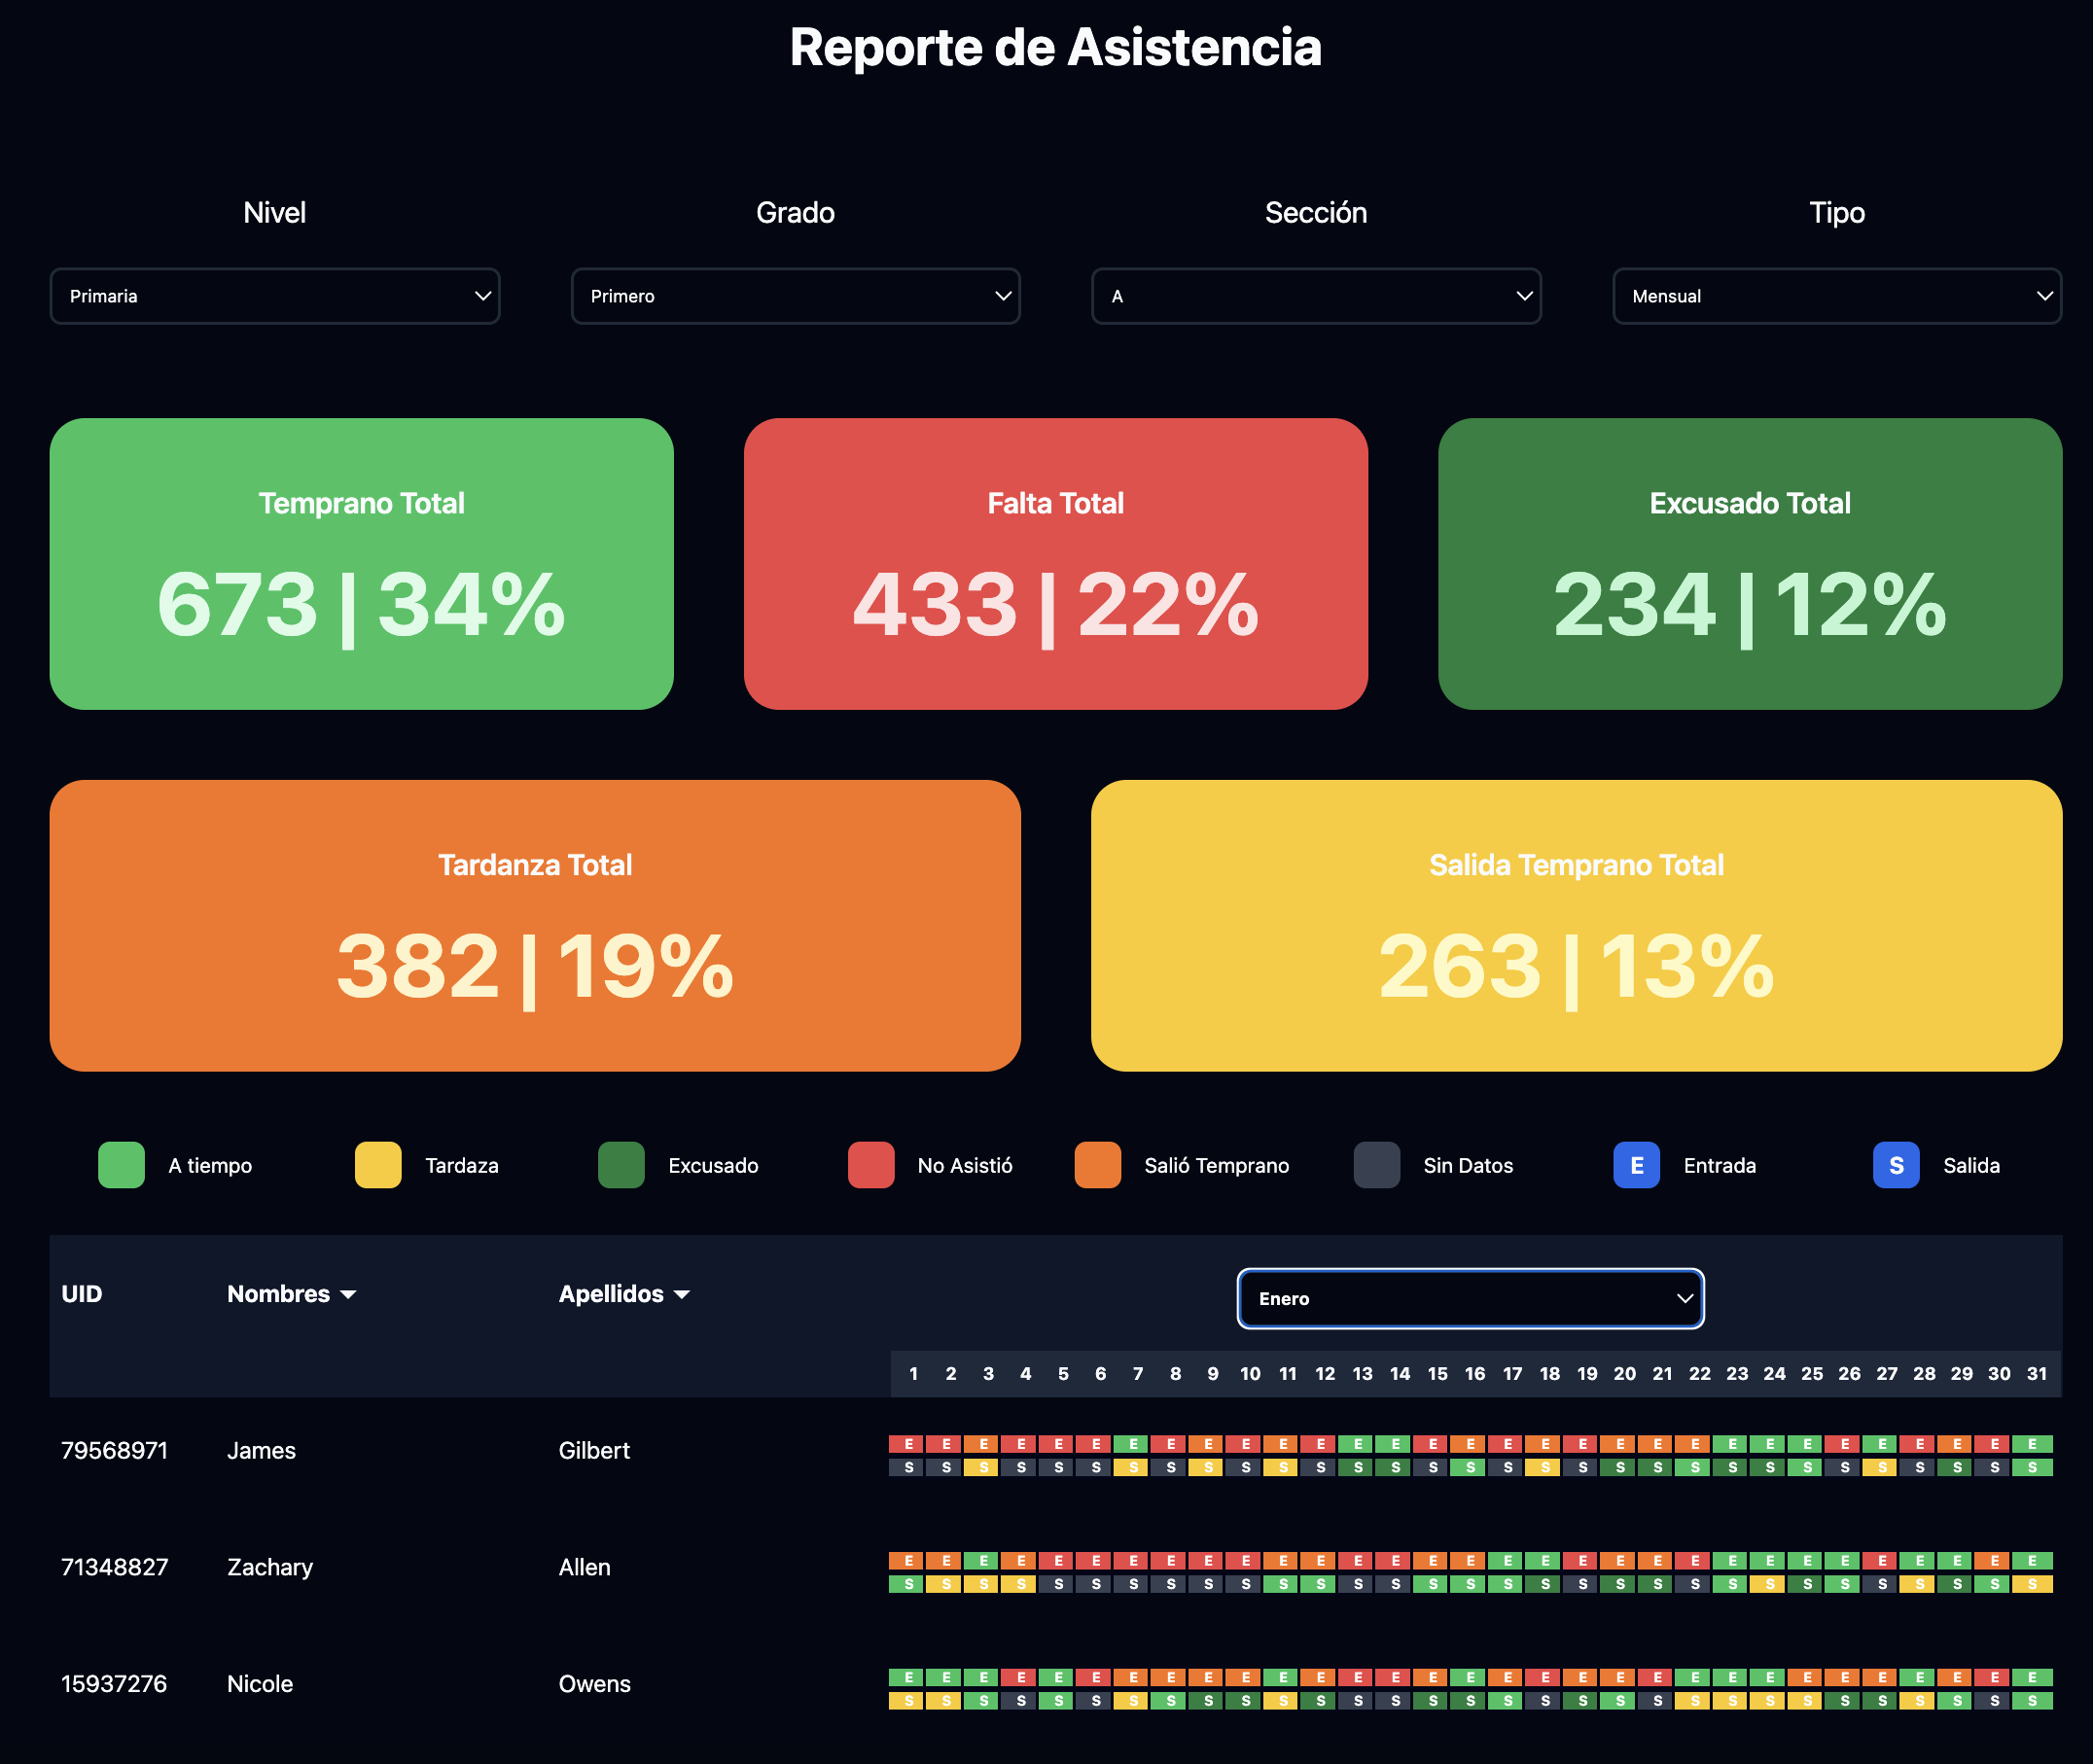 Reporte de Asistencia
Nivel Grado Sección Tipo
Primaria Primero A Mensual
Temprano Total Falta Total Excusado Total
673 | 34% 433 | 22% 234 | 12%
Tardanza Total Salida Temprano Total
382 | 19% 263 | 13%
A tiempo Tardaza Excusado No Asistió Salió Temprano Sin Datos E Entrada S Salida
UID Nombres Apellidos Enero
1 2 3 4 5 6 7 8 9 10 11 12 13 14 15 16 17 18 19 20 21 22 23 24 25 26 27 28 29 30 31
E E E E E E E E E E E E E E E E E E E E E E E E E E E E E E E
79568971 James Gilbert
S S S S S S S S S S S S S S S S S S S S S S S S S S S S S S S
E E E E E E E E E E E E E E E E E E E E E E E E E E E E E E E
71348827 Zachary Allen
S S S S S S S S S S S S S S S S S S S S S S S S S S S S S S S
E E E E E E E E E E E E E E E E E E E E E E E E E E E E E E E
15937276 Nicole Owens
S S S S S S S S S S S S S S S S S S S S S S S S S S S S S S S